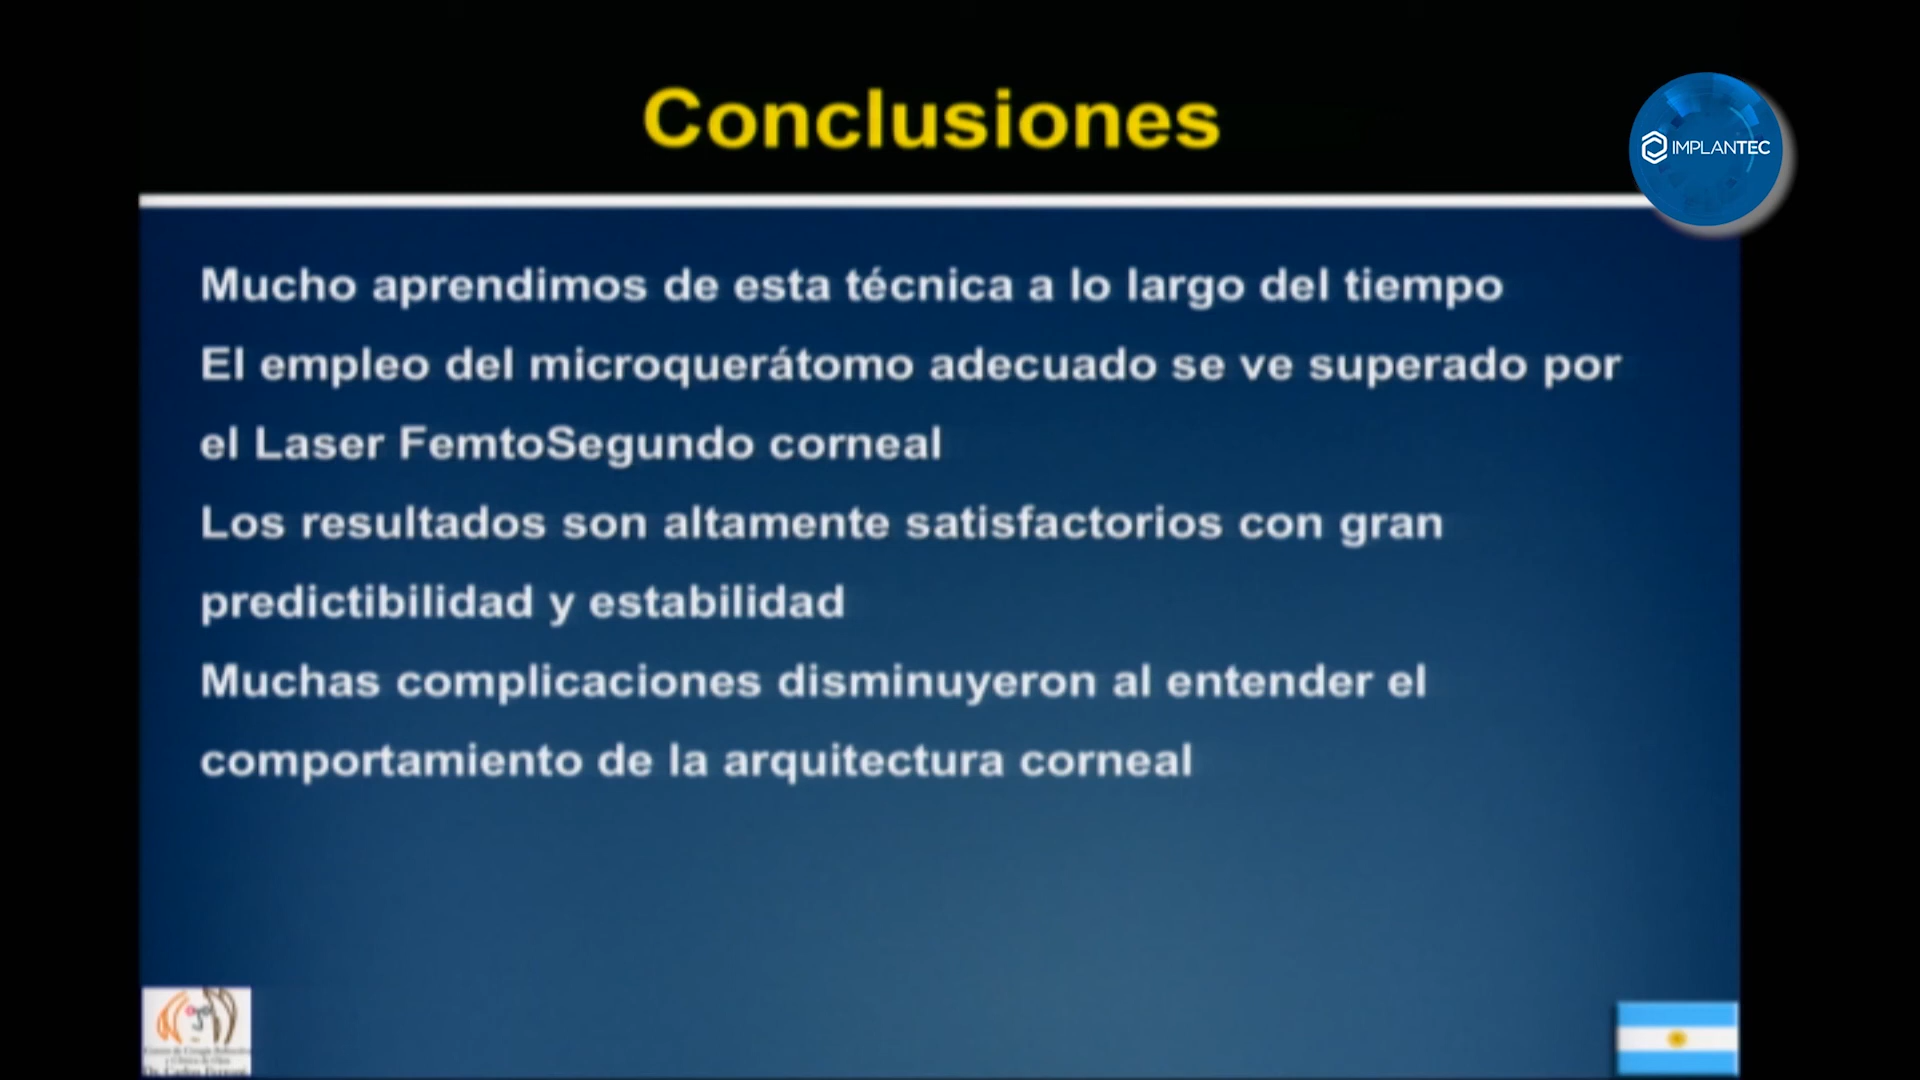 Conclusiones
IMPLANTEC
Mucho aprendimos de esta técnica a lo largo del tiempo
El empleo del microquerátomo adecuado se ve superado por
el Laser FemtoSegundo corneal
Los resultados son altamente satisfactorios con gran
predictibilidad y estabilidad
Muchas complicaciones disminuyeron al entender el
comportamiento de la arquitectura corneal